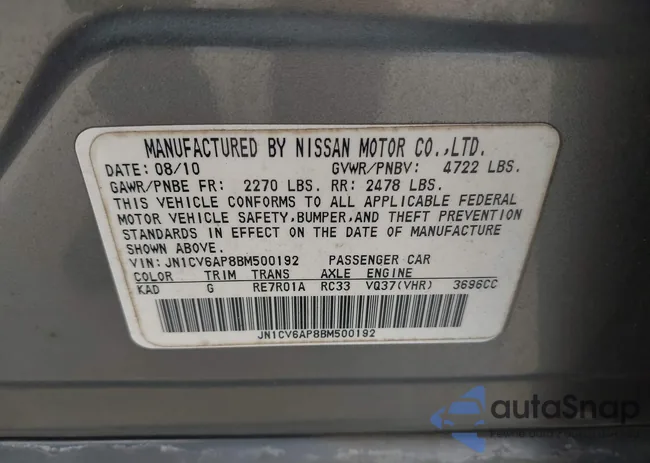 MANUFACTURED BY NISSAN MOTOR CO.,LTD.
DATE: 08/10 GVWR/PNBV: 4722 LBS.
GAWR/PNBE FR: 2270 LBS. RR: 2478 LBS.
THIS VEHICLE CONFORMS TO ALL APPLICABLE FEDERAL
MOTOR VEHICLE SAFETY,BUMPER,AND THEFT PREVENTION
STANDARDS IN EFFECT ON THE DATE OF MANUFACTURE
SHOWN ABOVE.
VIN: JN1CV6AP8BM500192 PASSENGER CAR
COLOR TRIM TRANS AXLE ENGINE
KAD G RE7R01A RC33 VQ37(VHR) 3696CC
JN1CV6AP8BM500192
autaSnap